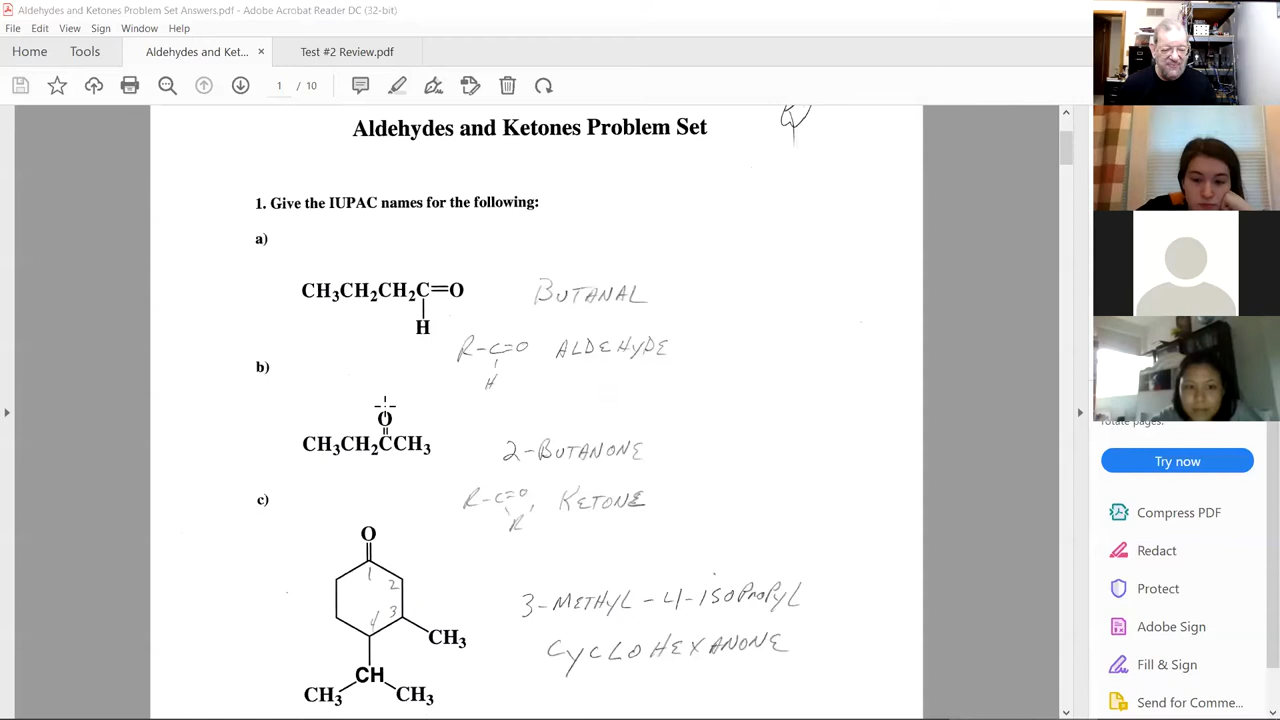 Aldehydes and Ketones Problem Set Answers.pdf - Adobe Acrobat Reader DC (32-bit)
File Edit View Sign Window Help
Home Tools Aldehydes and Ket... × Test #2 Review.pdf
1 / 10
Aldehydes and Ketones Problem Set
1. Give the IUPAC names for the following:
a)
CH3CH2CH2C=O
H
BUTANAL
R-C=O ALDEHYDE
H
b)
O
CH3CH2CCH3
2-BUTANONE
R-C=O, KETONE
R'
c)
O
1
2
3
4
CH3
CH
CH3 CH3
3-METHYL-4-ISOPROPYL
CYCLOHEXANONE
rotate pages.
Try now
Compress PDF
Redact
Protect
Adobe Sign
Fill & Sign
Send for Comme...